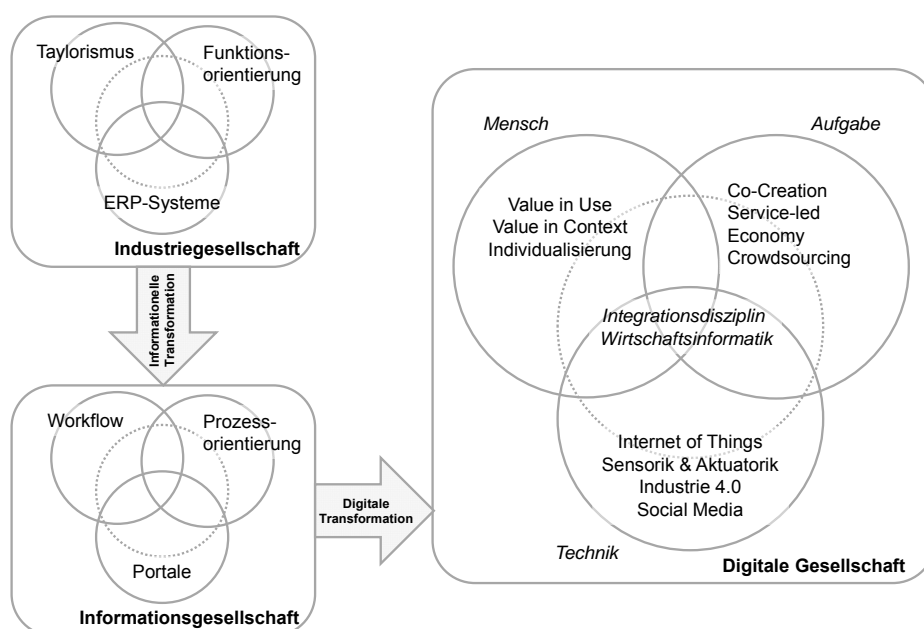 Taylorismus
Funktions-
orientierung
ERP-Systeme
Industriegesellschaft
Informationelle
Transformation
Workflow
Prozess-
orientierung
Portale
Informationsgesellschaft
Digitale
Transformation
Mensch
Aufgabe
Value in Use
Value in Context
Individualisierung
Co-Creation
Service-led
Economy
Crowdsourcing
Integrationsdisziplin
Wirtschaftsinformatik
Internet of Things
Sensorik & Aktuatorik
Industrie 4.0
Social Media
Technik
Digitale Gesellschaft